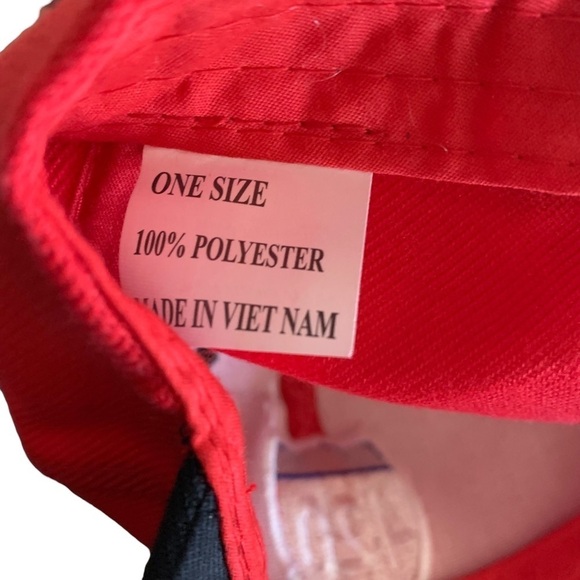 ONE SIZE
100% POLYESTER
MADE IN VIET NAM